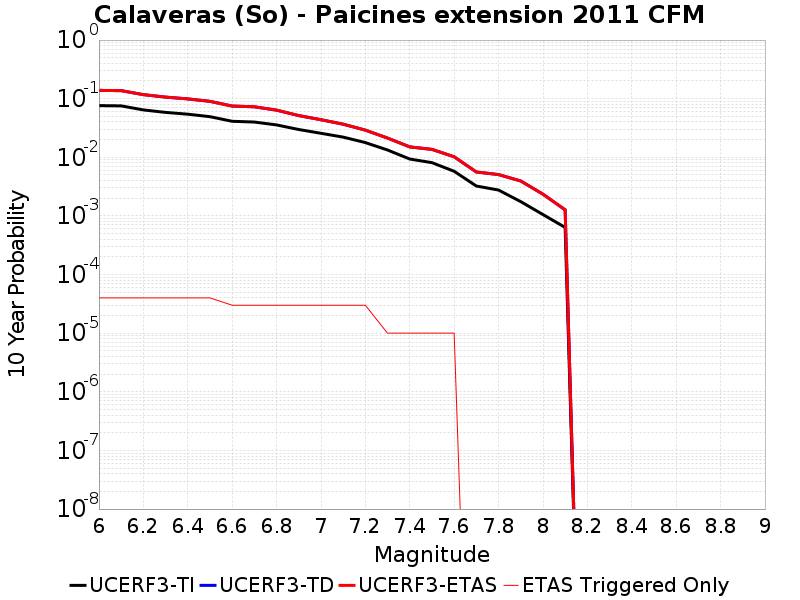 Calaveras (So) - Paicines extension 2011 CFM
10^0
10^-1
10^-2
10^-3
10^-4
10^-5
10^-6
10^-7
10^-8
10 Year Probability
6 6.2 6.4 6.6 6.8 7 7.2 7.4 7.6 7.8 8 8.2 8.4 8.6 8.8 9
Magnitude
UCERF3-TI UCERF3-TD UCERF3-ETAS ETAS Triggered Only